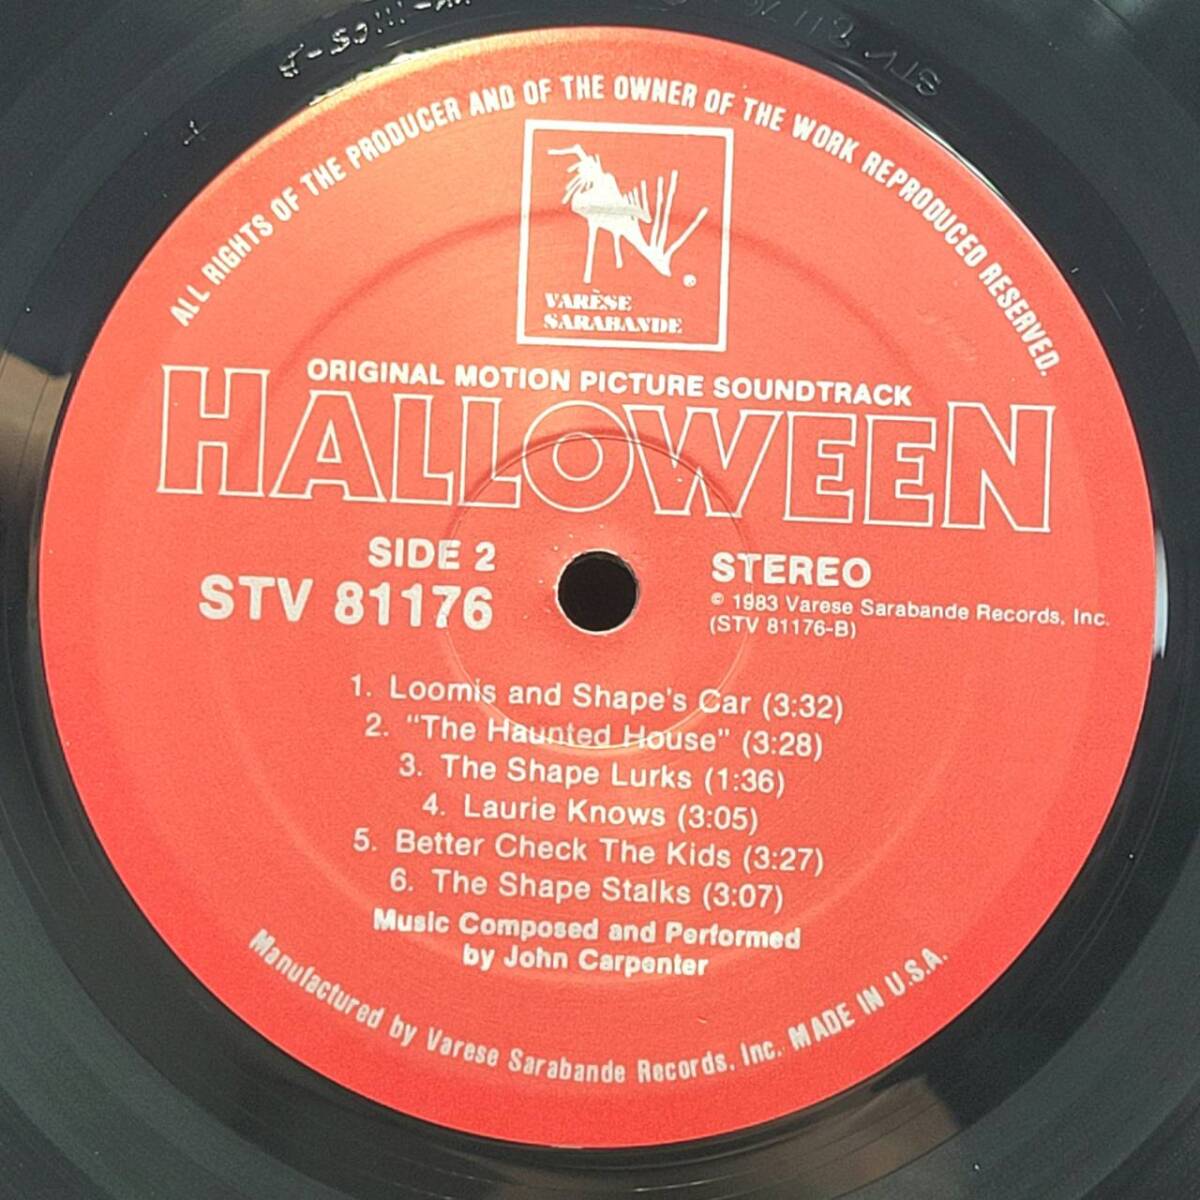 ALL RIGHTS OF THE PRODUCER AND OF THE OWNER OF THE WORK REPRODUCED RESERVED.
VARÈSE
SARABANDE
®
ORIGINAL MOTION PICTURE SOUNDTRACK
HALLOWEEN
SIDE 2
STV 81176
STEREO
© 1983 Varese Sarabande Records, Inc.
(STV 81176-B)
1. Loomis and Shape's Car (3:32)
2. "The Haunted House" (3:28)
3. The Shape Lurks (1:36)
4. Laurie Knows (3:05)
5. Better Check The Kids (3:27)
6. The Shape Stalks (3:07)
Music Composed and Performed
by John Carpenter
Manufactured by Varese Sarabande Records, Inc. MADE IN U.S.A.